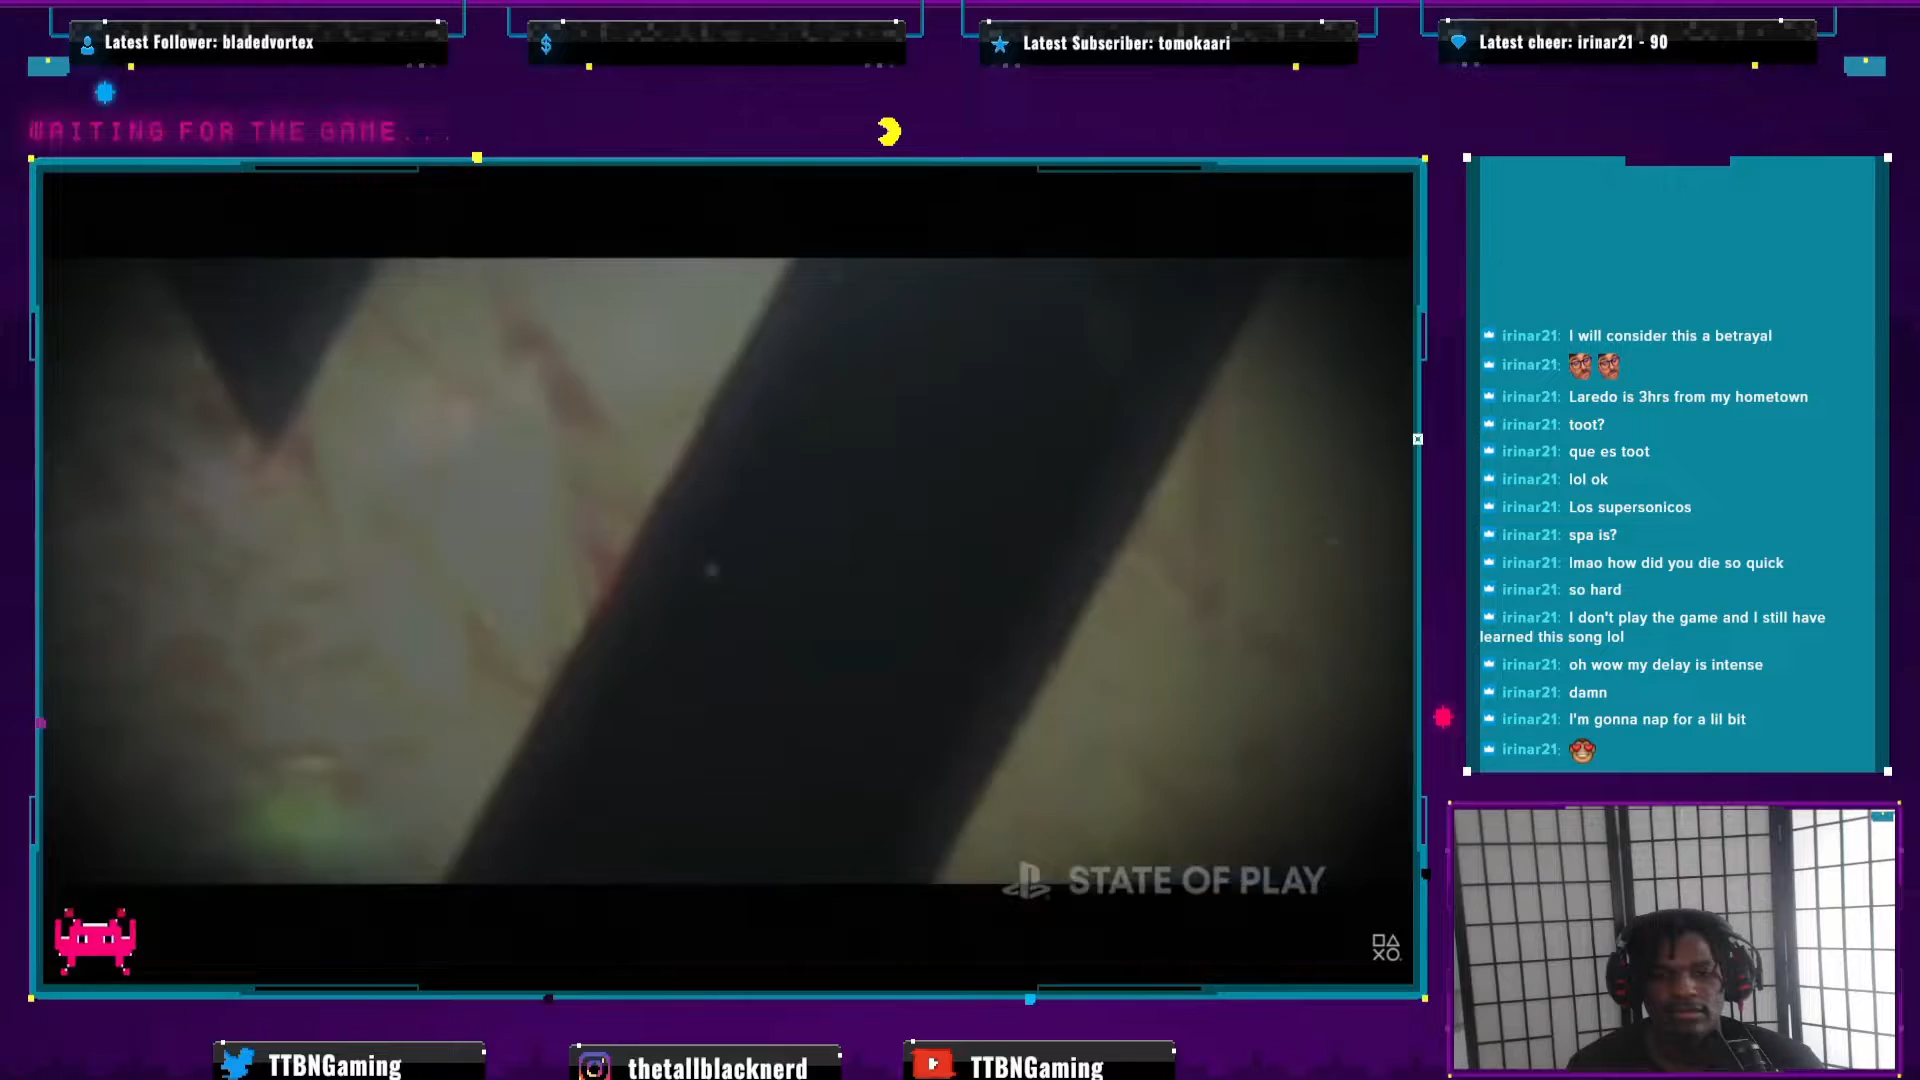 Latest Follower: bladedvortex
$
Latest Subscriber: tomokaari
Latest cheer: irinar21 - 90
WAITING FOR THE GAME...
irinar21: I will consider this a betrayal
irinar21:
irinar21: Laredo is 3hrs from my hometown
irinar21: toot?
irinar21: que es toot
irinar21: lol ok
irinar21: Los supersonicos
irinar21: spa is?
irinar21: lmao how did you die so quick
irinar21: so hard
irinar21: I don't play the game and I still have
learned this song lol
irinar21: oh wow my delay is intense
irinar21: damn
irinar21: I'm gonna nap for a lil bit
irinar21:
STATE OF PLAY
TTBNGaming
thetallblacknerd
TTBNGaming